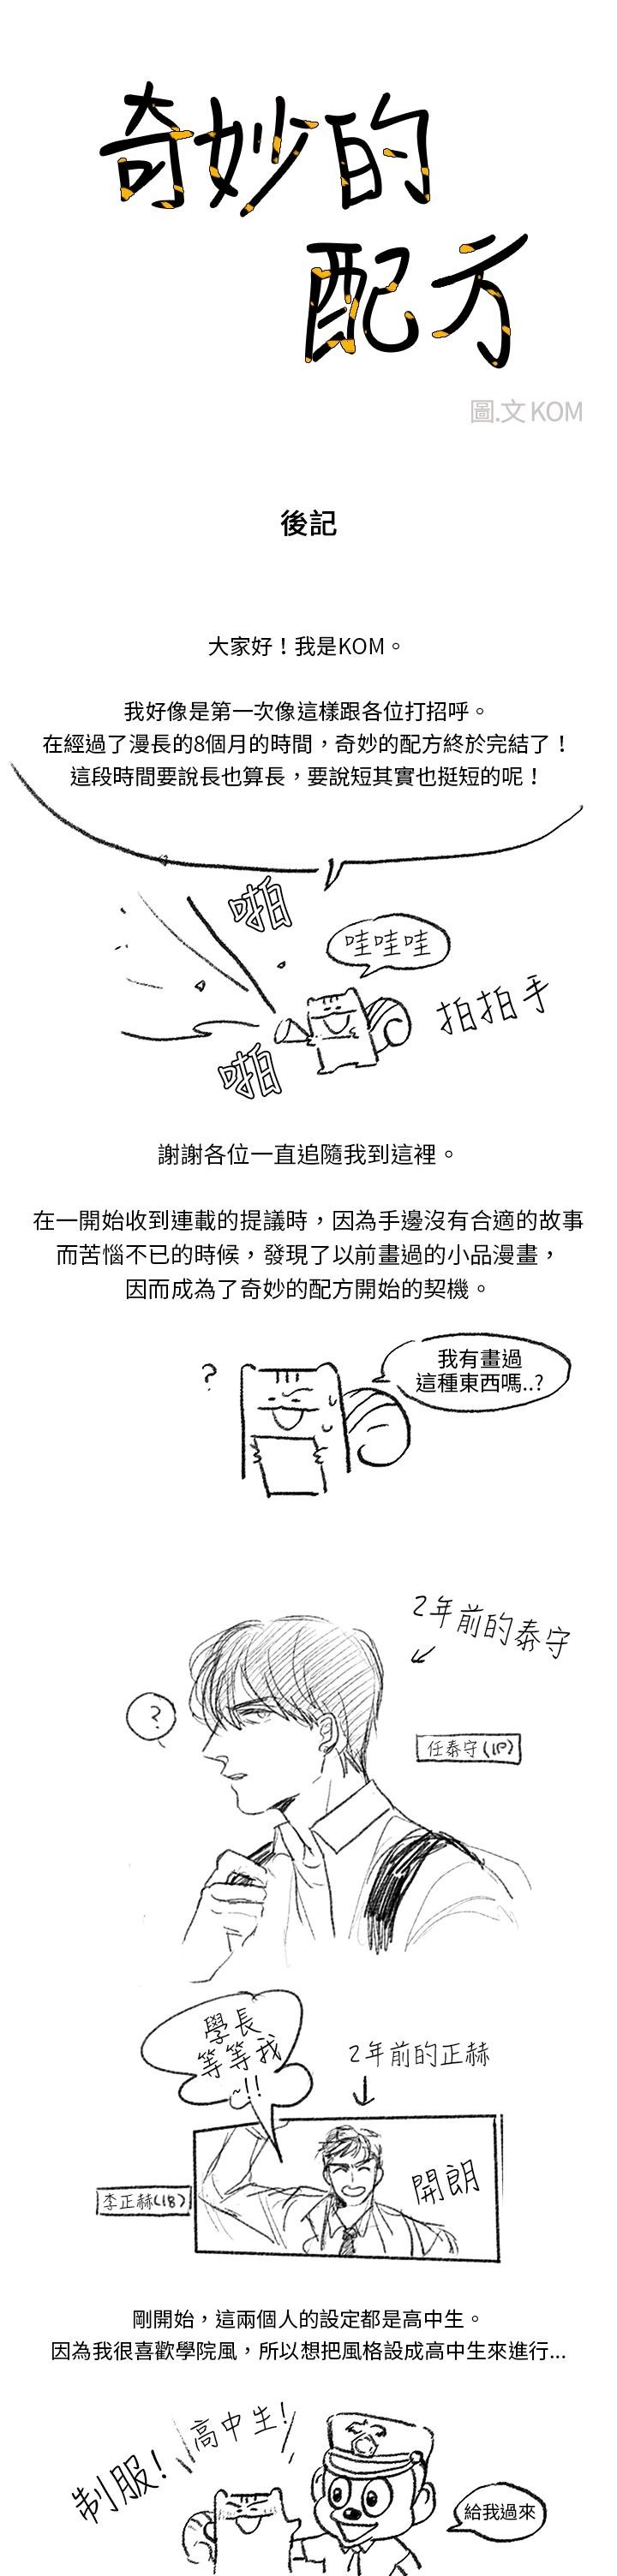 奇妙的
配方
圖.文 KOM
後記
大家好！我是KOM。
我好像是第一次像這樣跟各位打招呼。
在經過了漫長的8個月的時間，奇妙的配方終於完結了！
這段時間要說長也算長，要說短其實也挺短的呢！
啪
哇哇哇
拍拍手
啪
謝謝各位一直追隨我到這裡。
在一開始收到連載的提議時，因為手邊沒有合適的故事
而苦惱不已的時候，發現了以前畫過的小品漫畫，
因而成為了奇妙的配方開始的契機。
?
我有畫過
這種東西嗎..?
2年前的泰守
?
任泰守(19)
學長
等等我
~!!
2年前的正赫
李正赫(18)
開朗
剛開始，這兩個人的設定都是高中生。
因為我很喜歡學院風，所以想把風格設成高中生來進行...
高中生!
制服!
給我過來